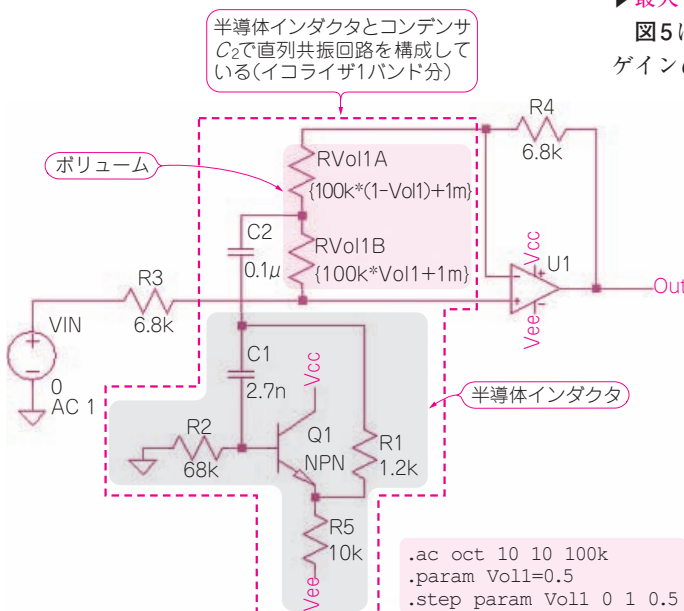 半導体インダクタとコンデンサ
C2で直列共振回路を構成して
いる(イコライザ1バンド分)
▶最大
図5に
ゲインの
R4
6.8k
ボリューム
RVol1A
{100k*(1-Vol1)+1m}
C2
0.1μ
RVol1B
{100k*Vol1+1m}
Vcc
U1
Out
Vee
R3
6.8k
VIN
0
AC 1
C1
2.7n
Vcc
半導体インダクタ
R2
68k
Q1
NPN
R1
1.2k
R5
10k
Vee
.ac oct 10 10 100k
.param Vol1=0.5
.step param Vol1 0 1 0.5